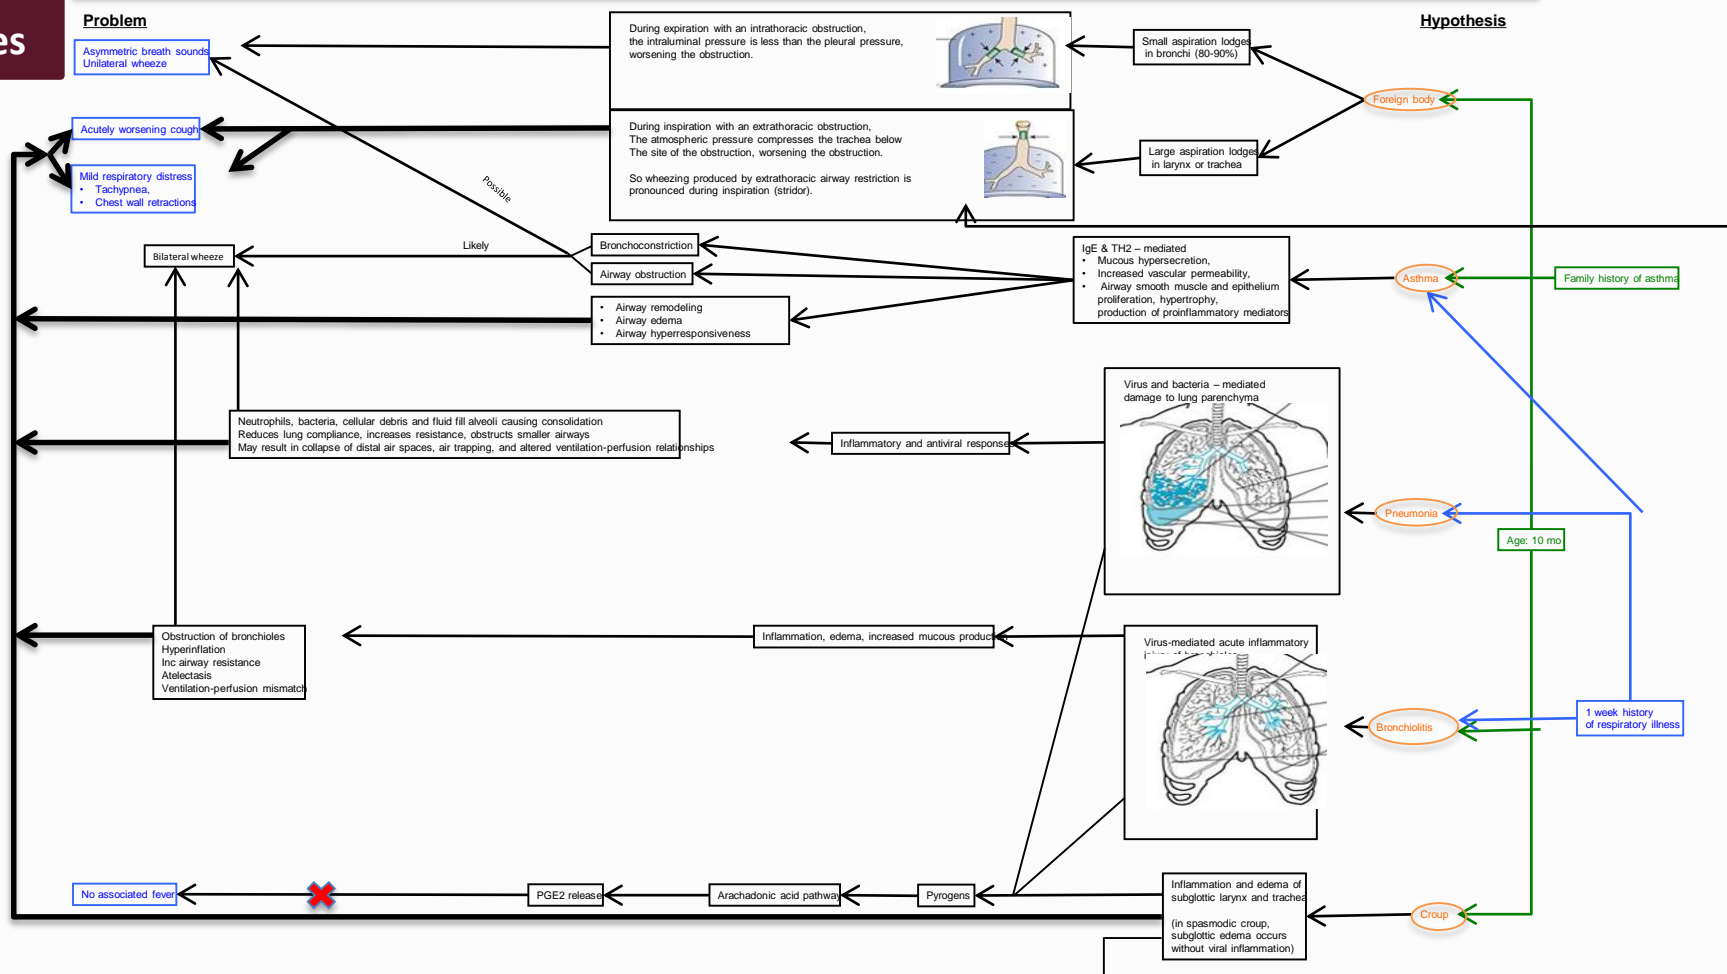 es
Problem
Hypothesis
Asymmetric breath sounds
Unilateral wheeze
During expiration with an intrathoracic obstruction,
the intraluminal pressure is less than the pleural pressure,
worsening the obstruction.
Small aspiration lodges
in bronchi (80-90%)
Foreign body
Acutely worsening cough
During inspiration with an extrathoracic obstruction,
The atmospheric pressure compresses the trachea below
The site of the obstruction, worsening the obstruction.
So wheezing produced by extrathoracic airway restriction is
pronounced during inspiration (stridor).
Large aspiration lodges
in larynx or trachea
Mild respiratory distress
• Tachypnea,
• Chest wall retractions
Possible
Likely
Bilateral wheeze
Bronchoconstriction
Airway obstruction
• Airway remodeling
• Airway edema
• Airway hyperresponsiveness
IgE & TH2 – mediated
• Mucous hypersecretion,
• Increased vascular permeability,
• Airway smooth muscle and epithelium
proliferation, hypertrophy,
production of proinflammatory mediators
Asthma
Family history of asthma
Virus and bacteria – mediated
damage to lung parenchyma
Neutrophils, bacteria, cellular debris and fluid fill alveoli causing consolidation
Reduces lung compliance, increases resistance, obstructs smaller airways
May result in collapse of distal air spaces, air trapping, and altered ventilation-perfusion relationships
Inflammatory and antiviral responses
Pneumonia
Age: 10 mo
Obstruction of bronchioles
Hyperinflation
Inc airway resistance
Atelectasis
Ventilation-perfusion mismatch
Inflammation, edema, increased mucous production
Virus-mediated acute inflammatory
Bronchiolitis
1 week history
of respiratory illness
No associated fever
PGE2 release
Arachadonic acid pathway
Pyrogens
Inflammation and edema of
subglottic larynx and trachea
(in spasmodic croup,
subglottic edema occurs
without viral inflammation)
Croup